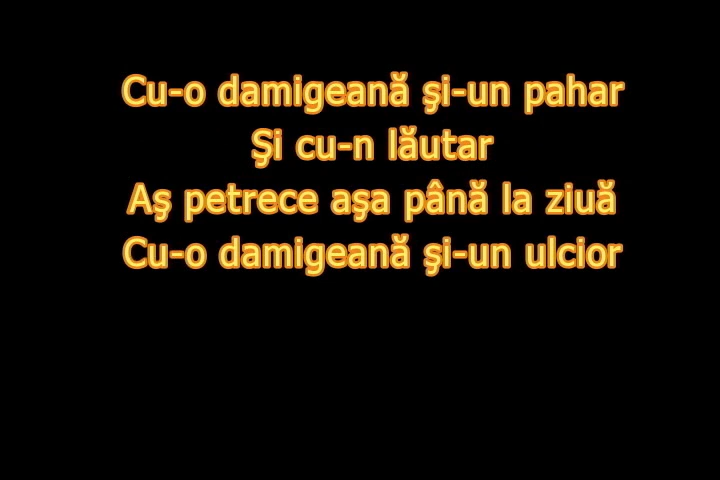 Cu-o damigeană şi-un pahar
Şi cu-n lăutar
Aş petrece aşa până la ziuă
Cu-o damigeană şi-un ulcior